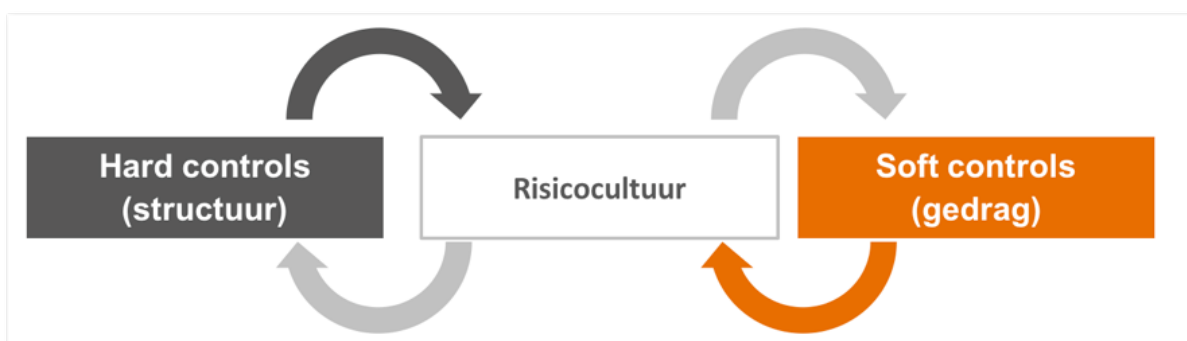 Hard controls
(structuur)
Risicocultuur
Soft controls
(gedrag)